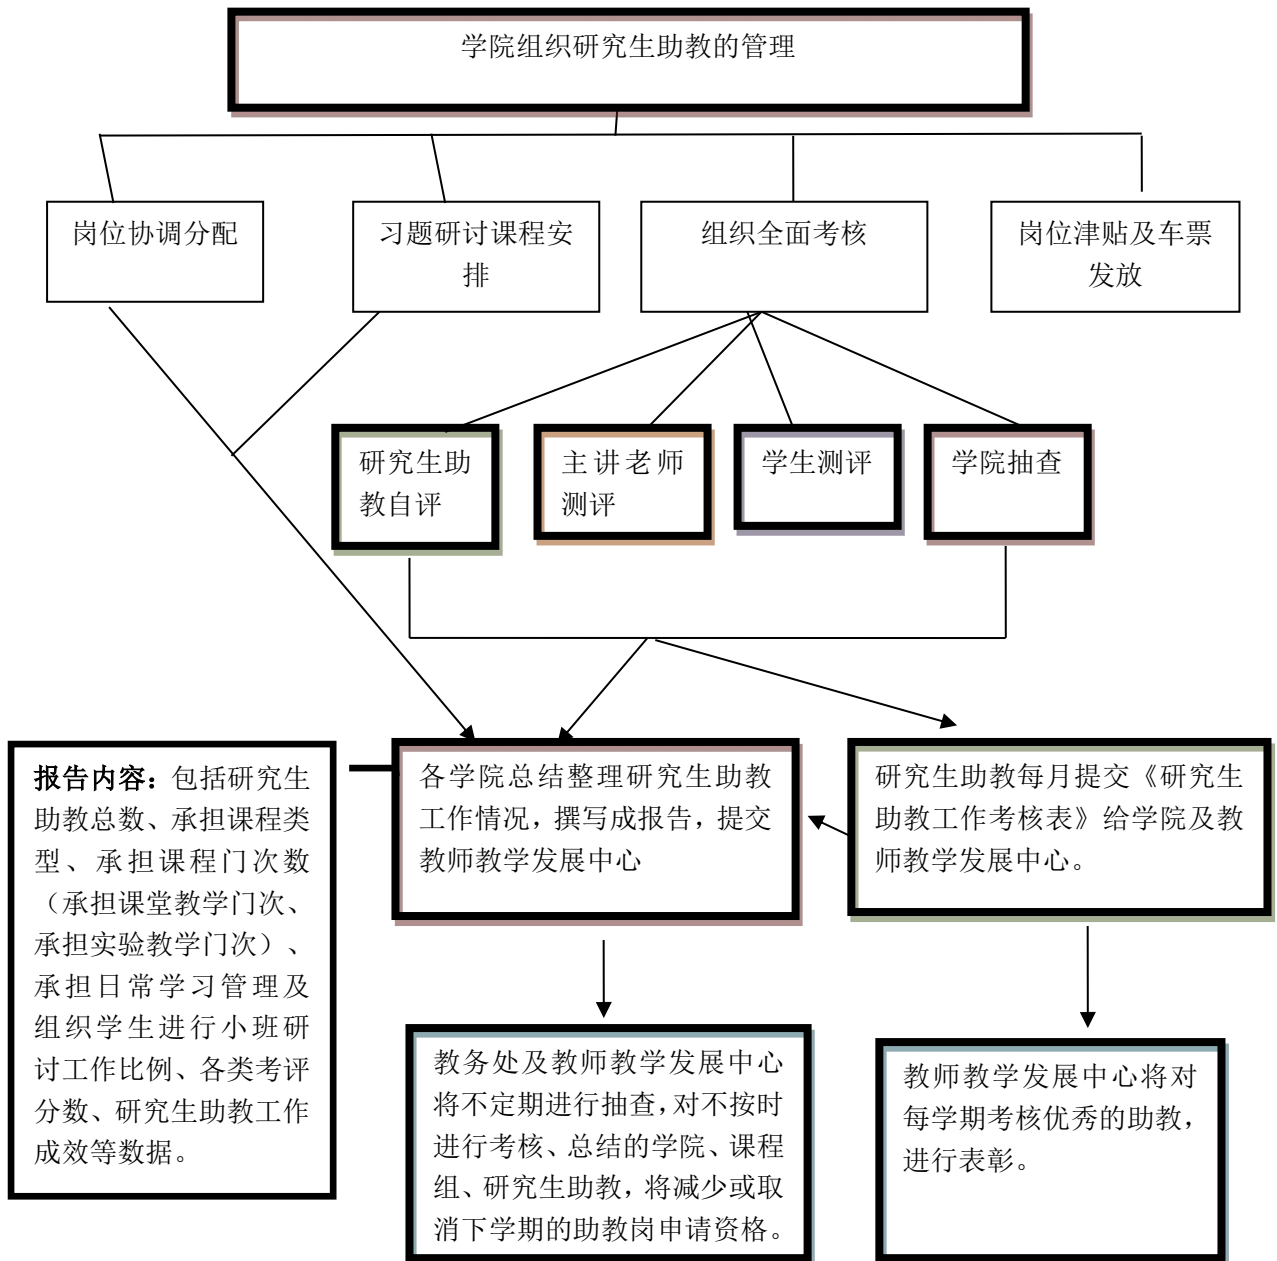 学院组织研究生助教的管理
岗位协调分配
习题研讨课程安
排
组织全面考核
岗位津贴及车票
发放
研究生助
教自评
主讲老师
测评
学生测评
学院抽查
报告内容：包括研究生
助教总数、承担课程类
型、承担课程门次数
（承担课堂教学门次、
承担实验教学门次）、
承担日常学习管理及
组织学生进行小班研
讨工作比例、各类考评
分数、研究生助教工作
成效等数据。
各学院总结整理研究生助教
工作情况，撰写成报告，提交
教师教学发展中心
研究生助教每月提交《研究生
助教工作考核表》给学院及教
师教学发展中心。
教务处及教师教学发展中心
将不定期进行抽查，对不按时
进行考核、总结的学院、课程
组、研究生助教，将减少或取
消下学期的助教岗申请资格。
教师教学发展中心将对
每学期考核优秀的助教，
进行表彰。